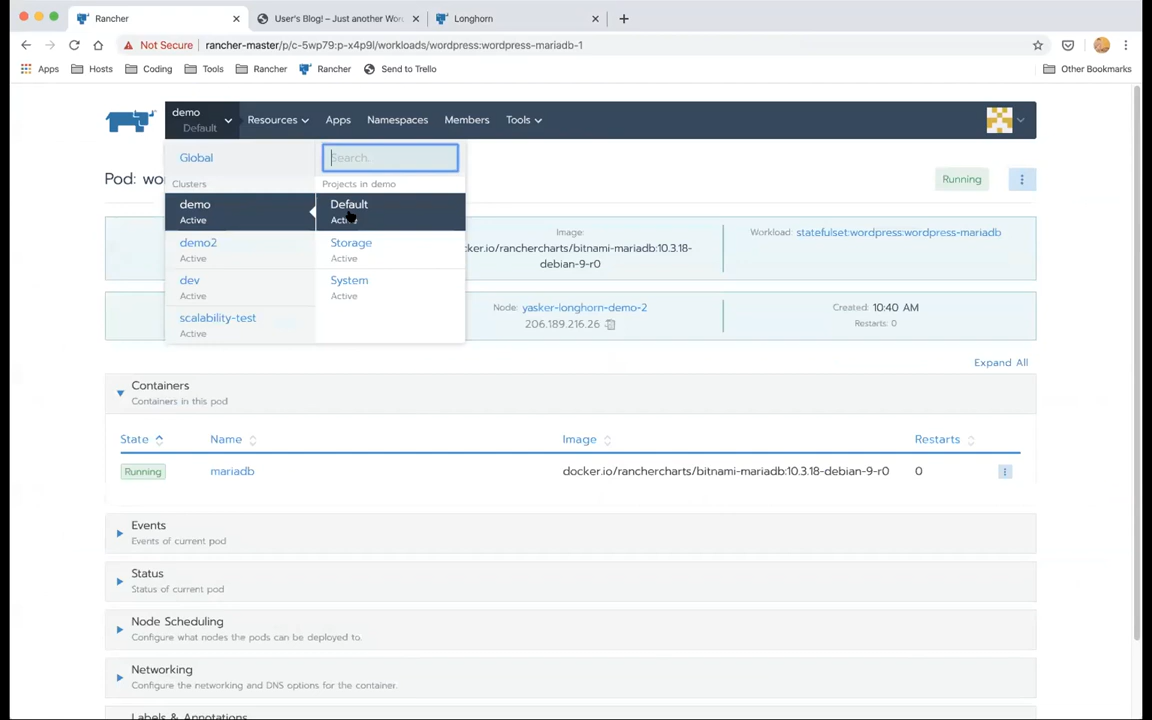 Rancher
User's Blog! – Just another Wor
Longhorn
Not Secure
rancher-master/p/c-5wp79:p-x4p9l/workloads/wordpress:wordpress-mariadb-1
Apps
Hosts
Coding
Tools
Rancher
Rancher
Send to Trello
Other Bookmarks
demo
Default
Resources
Apps
Namespaces
Members
Tools
Global
Search.
Clusters
Projects in demo
demo
Active
Default
Active
demo2
Active
Storage
Active
dev
Active
System
Active
scalability-test
Active
Pod: wo
Running
Image:
cker.io/ranchercharts/bitnami-mariadb:10.3.18-
debian-9-r0
Workload: statefulset:wordpress:wordpress-mariadb
Node: yasker-longhorn-demo-2
206.189.216.26
Created: 10:40 AM
Restarts: 0
Expand All
Containers
Containers in this pod
State
Name
Image
Restarts
Running
mariadb
docker.io/ranchercharts/bitnami-mariadb:10.3.18-debian-9-r0
0
Events
Events of current pod
Status
Status of current pod
Node Scheduling
Configure what nodes the pods can be deployed to.
Networking
Configure the networking and DNS options for the container.
Labels & Annotations